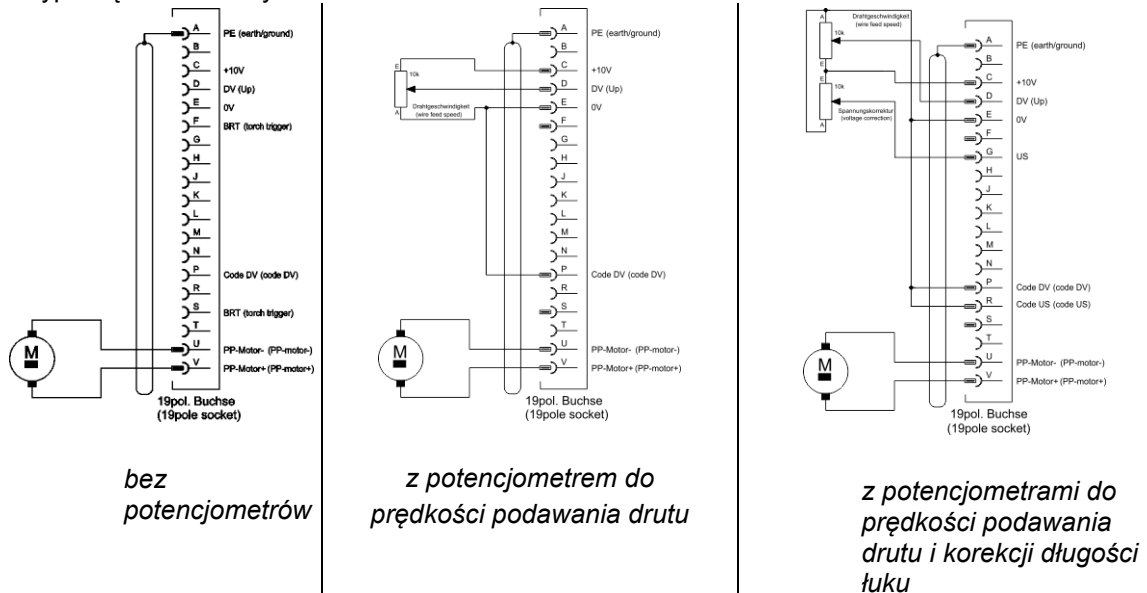 A PE (earth/ground)
B
C +10V
D DV (Up)
E 0V
F BRT (torch trigger)
G
H
J
K
L
M
N
P Code DV (code DV)
R
S BRT (torch trigger)
T
U PP-Motor- (PP-motor-)
V PP-Motor+ (PP-motor+)
M
19pol. Buchse
(19pole socket)
bez
potencjometrów
A PE (earth/ground)
B
C +10V
D DV (Up)
E 0V
F
G
H
J
K
L
M
N
P Code DV (code DV)
R
S
T
U PP-Motor- (PP-motor-)
V PP-Motor+ (PP-motor+)
E
10k
A
Drahtgeschwindigkeit
(wire feed speed)
M
19pol. Buchse
(19pole socket)
z potencjometrem do
prędkości podawania drutu
A
Drahtgeschwindigkeit
(wire feed speed)
10k
E
E
10k
Spannungskorrektur
(voltage correction)
A
A PE (earth/ground)
B
C +10V
D DV (Up)
E 0V
F
G US
H
J
K
L
M
N
P Code DV (code DV)
R Code US (code US)
S
T
U PP-Motor- (PP-motor-)
V PP-Motor+ (PP-motor+)
M
19pol. Buchse
(19pole socket)
z potencjometrami do
prędkości podawania
drutu i korekcji długości
łuku